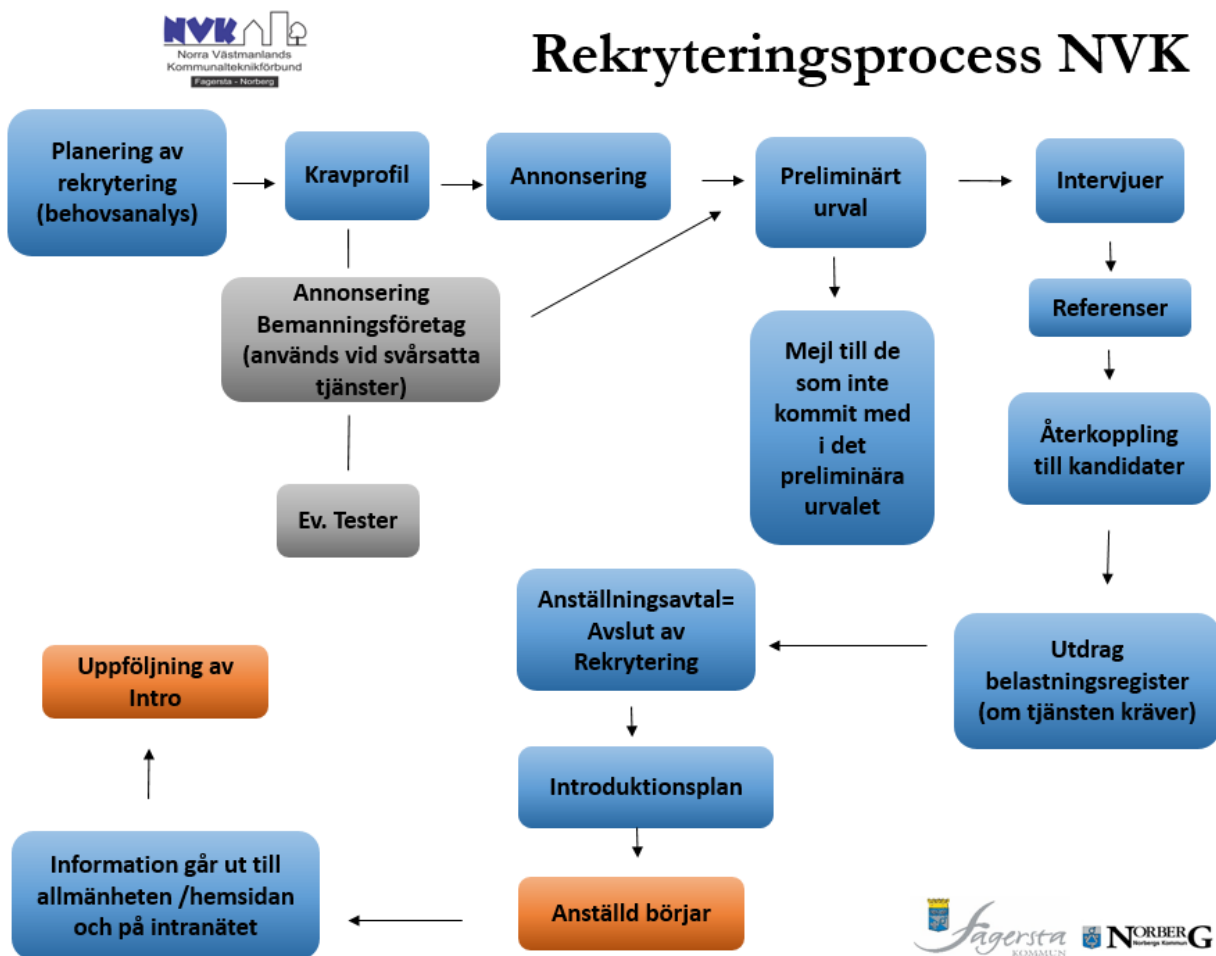 NVK
Norra Västmanlands
Kommunalteknikförbund
Fagersta - Norberg
Rekryteringsprocess NVK
Planering av
rekrytering
(behovsanalys)
Kravprofil
Annonsering
Preliminärt
urval
Intervjuer
Annonsering
Bemanningsföretag
(används vid svårsatta
tjänster)
Ev. Tester
Mejl till de
som inte
kommit med
i det
preliminära
urvalet
Referenser
Återkoppling
till kandidater
Utdrag
belastningsregister
(om tjänsten kräver)
Anställningsavtal=
Avslut av
Rekrytering
Introduktionsplan
Anställd börjar
Information går ut till
allmänheten /hemsidan
och på intranätet
Uppföljning av
Intro
Fagersta
KOMMUN
NORBERG
Norbergs Kommun